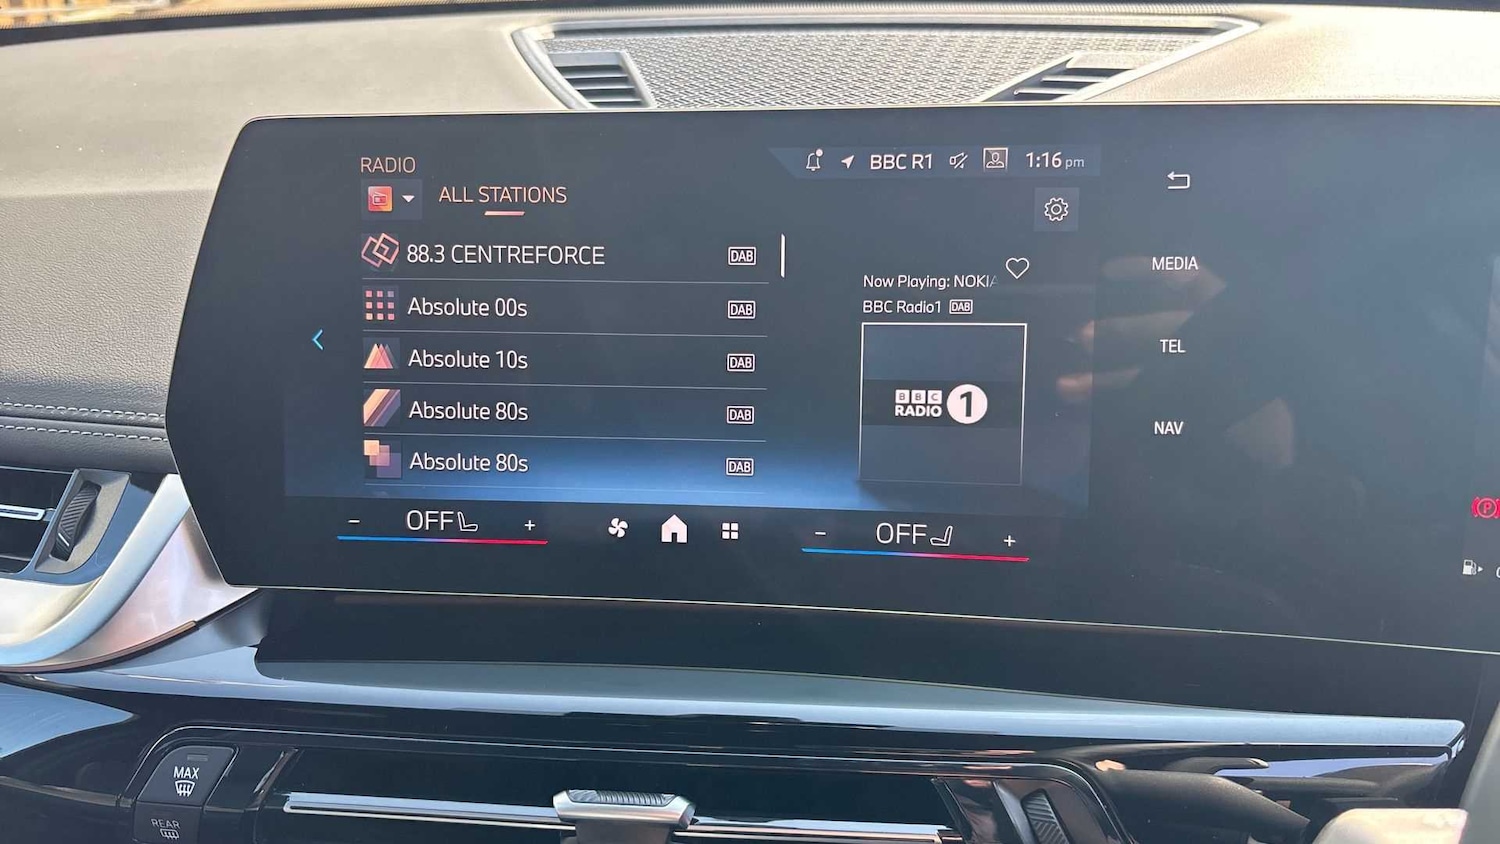 RADIO
BBC R1 1:16 pm
ALL STATIONS
88.3 CENTREFORCE DAB
Absolute 00s DAB
Absolute 10s DAB
Absolute 80s DAB
Absolute 80s DAB
Now Playing: NOKIA
BBC Radio1 DAB
BBC
RADIO 1
MEDIA
TEL
NAV
- OFF +
- OFF +
P
MAX
REAR